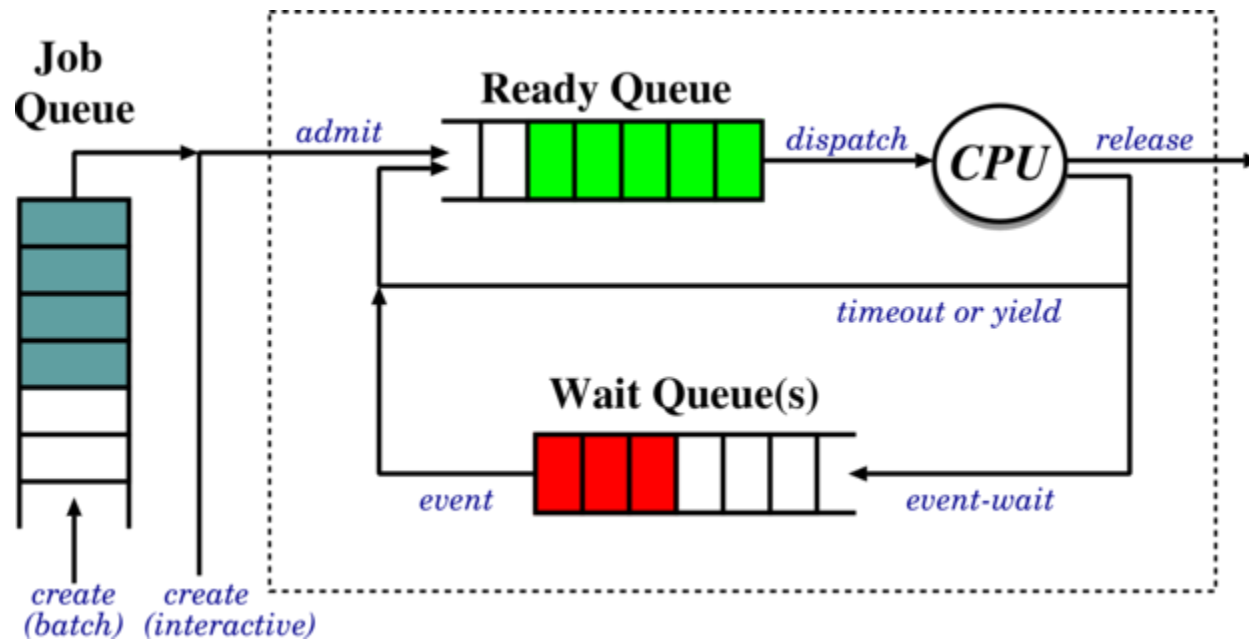 Job
Queue
Ready Queue
admit
dispatch
CPU
release
timeout or yield
Wait Queue(s)
event
event-wait
create
(batch)
create
(interactive)